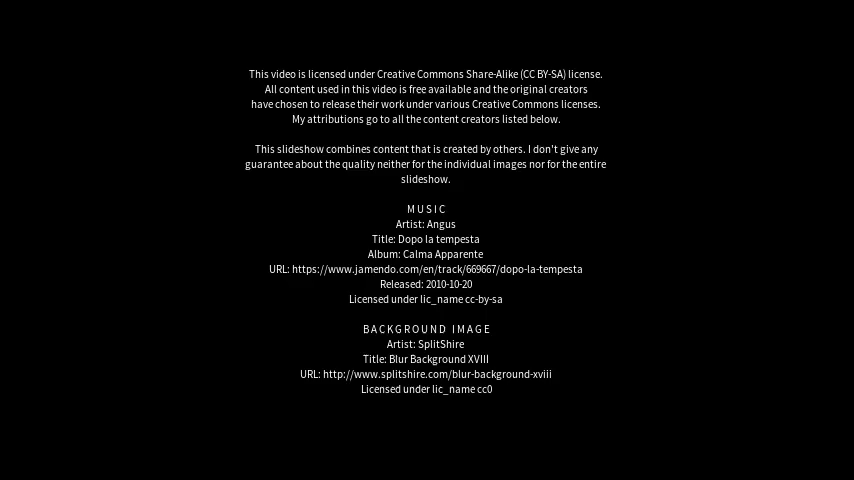 This video is licensed under Creative Commons Share-Alike (CC BY-SA) license.
All content used in this video is free available and the original creators
have chosen to release their work under various Creative Commons licenses.
My attributions go to all the content creators listed below.
This slideshow combines content that is created by others. I don't give any
guarantee about the quality neither for the individual images nor for the entire
slideshow.
MUSIC
Artist: Angus
Title: Dopo la tempesta
Album: Calma Apparente
URL: https://www.jamendo.com/en/track/669667/dopo-la-tempesta
Released: 2010-10-20
Licensed under lic_name cc-by-sa
BACKGROUND IMAGE
Artist: SplitShire
Title: Blur Background XVIII
URL: http://www.splitshire.com/blur-background-xviii
Licensed under lic_name cc0